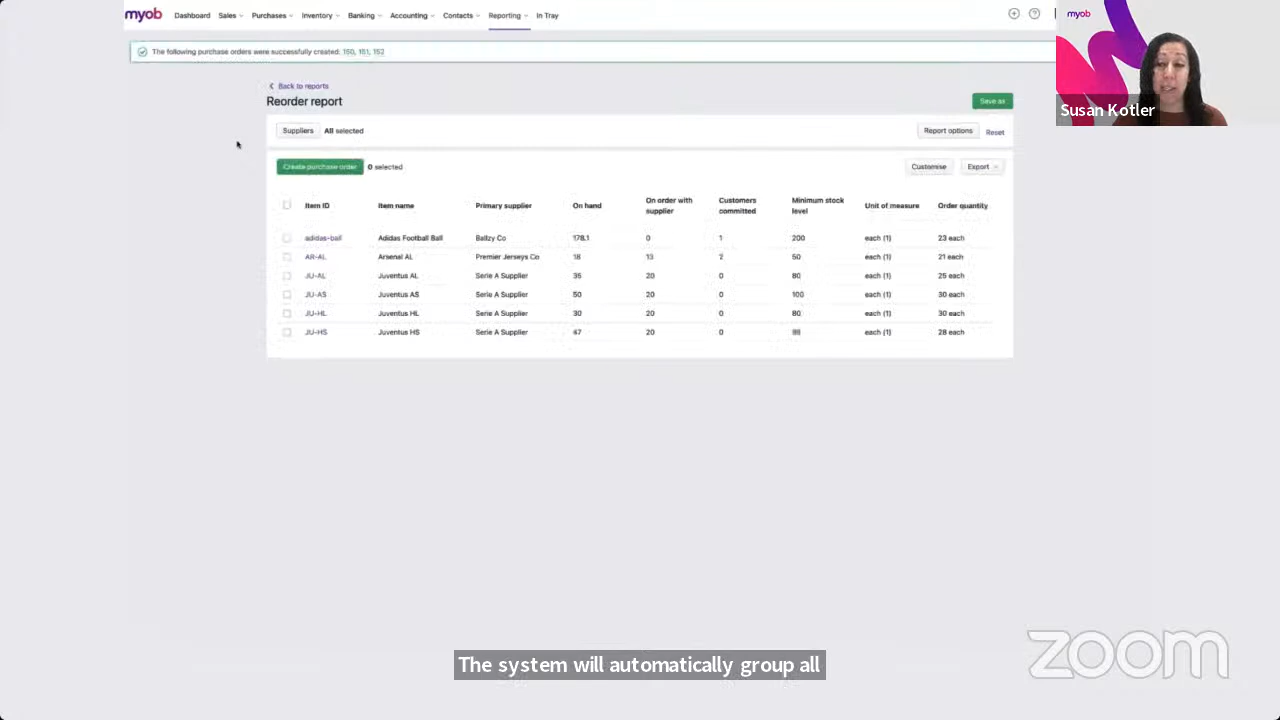 myob Dashboard Sales Purchases Inventory Banking Accounting Contacts Reporting In Tray
myob
The following purchase orders were successfully created: 150, 151, 152
Back to reports
Reorder report
Save as
Susan Kotler
Suppliers All selected Report options Reset
Create purchase order 0 selected Customise Export
Item ID Item name Primary supplier On hand On order with supplier Customers committed Minimum stock level Unit of measure Order quantity
adidas-ball Adidas Football Ball Ballzy Co 178.1 0 1 200 each (1) 23 each
AR-AL Arsenal AL Premier Jerseys Co 18 13 2 50 each (1) 21 each
JU-AL Juventus AL Serie A Supplier 35 20 0 80 each (1) 25 each
JU-AS Juventus AS Serie A Supplier 50 20 0 100 each (1) 30 each
JU-HL Juventus HL Serie A Supplier 30 20 0 80 each (1) 30 each
JU-HS Juventus HS Serie A Supplier 47 20 0 each (1) 28 each
The system will automatically group all
zoom